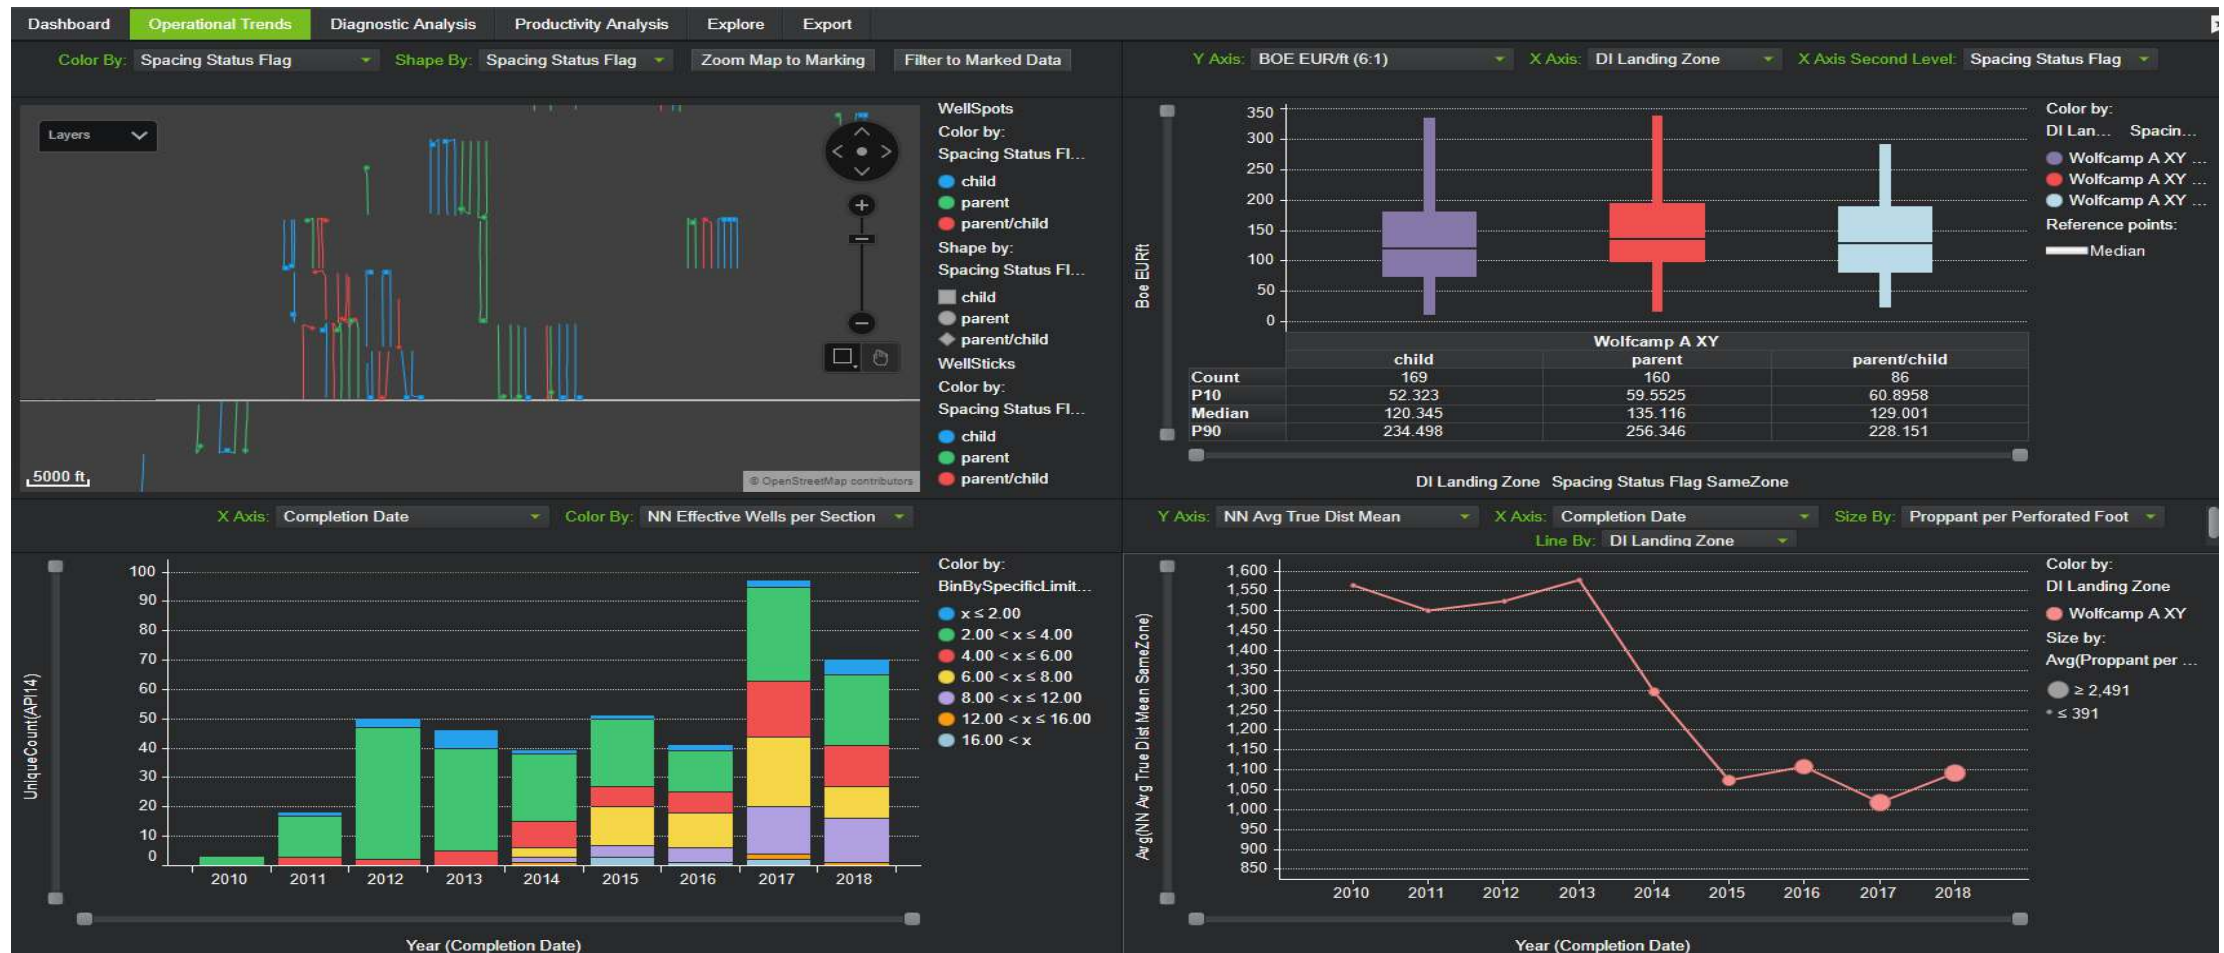 Dashboard Operational Trends Diagnostic Analysis Productivity Analysis Explore Export
Color By: Spacing Status Flag Shape By: Spacing Status Flag Zoom Map to Marking Filter to Marked Data
Layers
5000 ft
© OpenStreetMap contributors
WellSpots
Color by:
Spacing Status Fl...
child
parent
parent/child
Shape by:
Spacing Status Fl...
child
parent
parent/child
WellSticks
Color by:
Spacing Status Fl...
child
parent
parent/child
Y Axis: BOE EUR/ft (6:1) X Axis: DI Landing Zone X Axis Second Level: Spacing Status Flag
Boe EURft
350
300
250
200
150
100
50
0
Wolfcamp A XY
child parent parent/child
Count 169 160 86
P10 52.323 59.5525 60.8958
Median 120.345 135.116 129.001
P90 234.498 256.346 228.151
DI Landing Zone Spacing Status Flag SameZone
Color by:
DI Lan... Spacin...
Wolfcamp A XY ...
Wolfcamp A XY ...
Wolfcamp A XY ...
Reference points:
Median
X Axis: Completion Date Color By: NN Effective Wells per Section
UniqueCount(API14)
100
90
80
70
60
50
40
30
20
10
0
2010 2011 2012 2013 2014 2015 2016 2017 2018
Year (Completion Date)
Color by:
BinBySpecificLimit...
x ≤ 2.00
2.00 < x ≤ 4.00
4.00 < x ≤ 6.00
6.00 < x ≤ 8.00
8.00 < x ≤ 12.00
12.00 < x ≤ 16.00
16.00 < x
Y Axis: NN Avg True Dist Mean X Axis: Completion Date Size By: Proppant per Perforated Foot
Line By: DI Landing Zone
Avg(NN Avg True Dist Mean SameZone)
1,600
1,550
1,500
1,450
1,400
1,350
1,300
1,250
1,200
1,150
1,100
1,050
1,000
950
900
850
2010 2011 2012 2013 2014 2015 2016 2017 2018
Year (Completion Date)
Color by:
DI Landing Zone
Wolfcamp A XY
Size by:
Avg(Proppant per ...
≥ 2,491
≤ 391